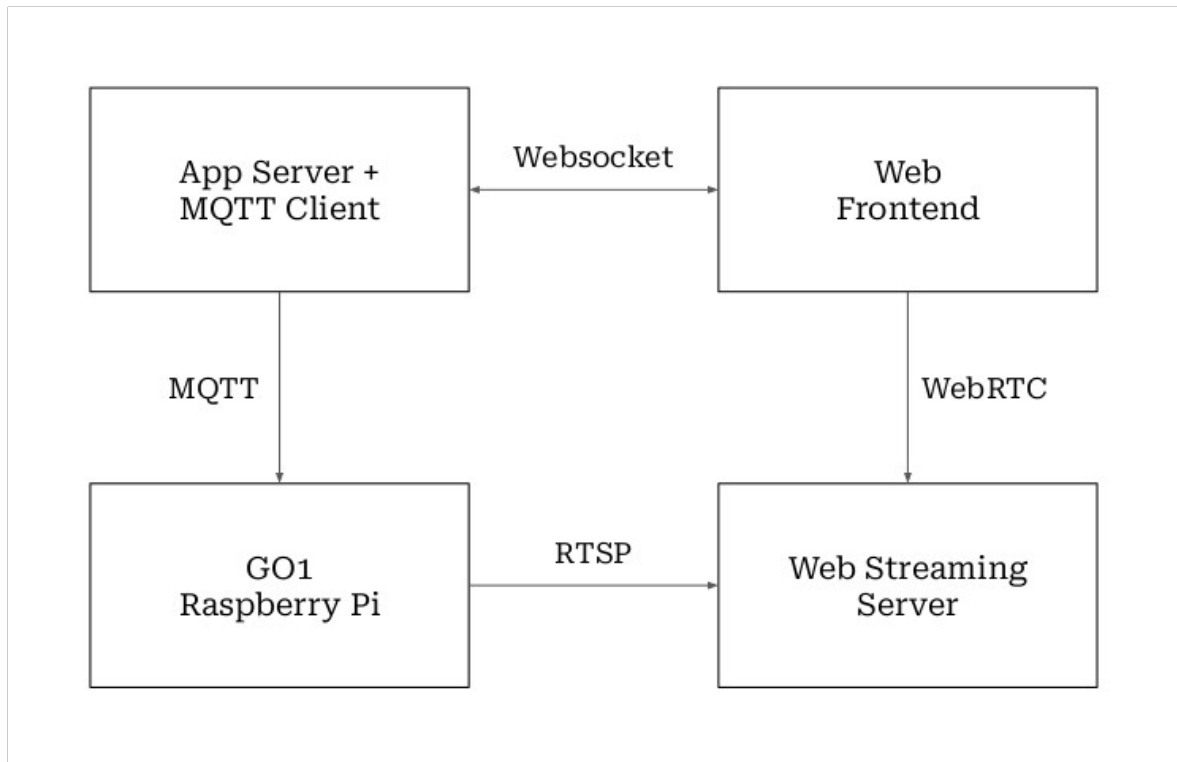 App Server +
MQTT Client
Websocket
Web
Frontend
MQTT
WebRTC
GO1
Raspberry Pi
RTSP
Web Streaming
Server